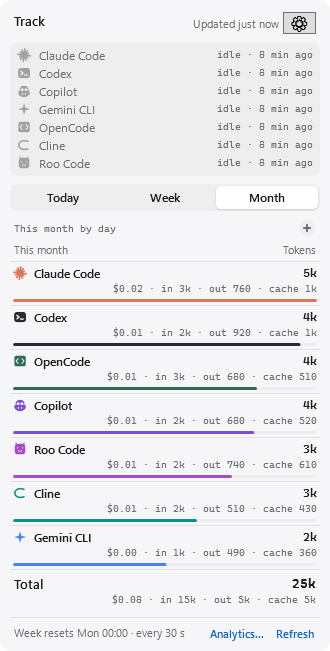 Track
Updated just now
Claude Code idle · 8 min ago
Codex idle · 8 min ago
Copilot idle · 8 min ago
Gemini CLI idle · 8 min ago
OpenCode idle · 8 min ago
Cline idle · 8 min ago
Roo Code idle · 8 min ago
Today Week Month
This month by day +
This month Tokens
Claude Code 5k
$0.02 · in 3k · out 760 · cache 1k
Codex 4k
$0.01 · in 2k · out 920 · cache 1k
OpenCode 4k
$0.01 · in 3k · out 680 · cache 510
Copilot 4k
$0.01 · in 2k · out 680 · cache 520
Roo Code 3k
$0.01 · in 2k · out 740 · cache 610
Cline 3k
$0.01 · in 2k · out 510 · cache 430
Gemini CLI 2k
$0.00 · in 1k · out 490 · cache 360
Total 25k
$0.08 · in 15k · out 5k · cache 5k
Week resets Mon 00:00 · every 30 s Analytics... Refresh